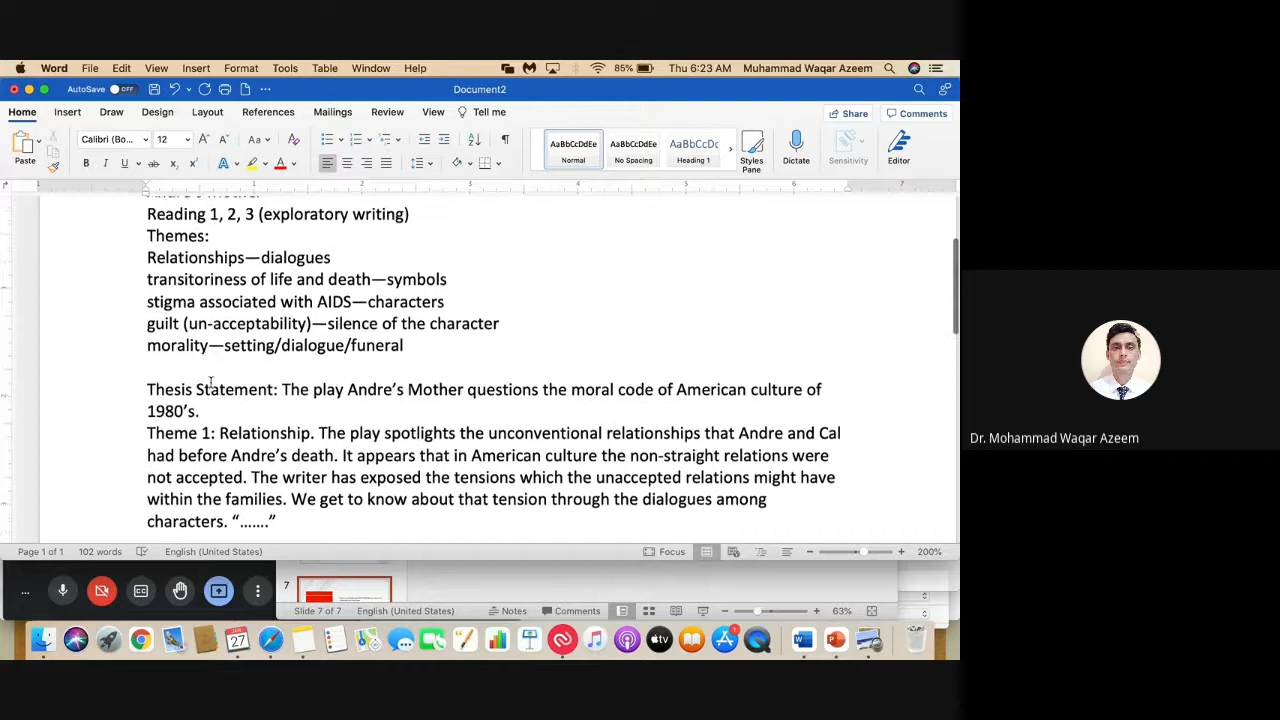 Word File Edit View Insert Format Tools Table Window Help 85% Thu 6:23 AM Muhammad Waqar Azeem
AutoSave OFF Document2
Home Insert Draw Design Layout References Mailings Review View Tell me Share Comments
Paste Calibri (Bo... 12 AaBbCcDdEe Normal AaBbCcDdEe No Spacing AaBbCcDc Heading 1 Styles Pane Dictate Sensitivity Editor
1 1 2 3 4 5 6 7
Reading 1, 2, 3 (exploratory writing)
Themes:
Relationships—dialogues
transitoriness of life and death—symbols
stigma associated with AIDS—characters
guilt (un-acceptability)—silence of the character
morality—setting/dialogue/funeral
Thesis Statement: The play Andre’s Mother questions the moral code of American culture of
1980’s.
Theme 1: Relationship. The play spotlights the unconventional relationships that Andre and Cal
had before Andre’s death. It appears that in American culture the non-straight relations were
not accepted. The writer has exposed the tensions which the unaccepted relations might have
within the families. We get to know about that tension through the dialogues among
characters. “…….”
Page 1 of 1 102 words English (United States) Focus 200%
7
Slide 7 of 7 English (United States) Notes Comments 63%
Dr. Mohammad Waqar Azeem